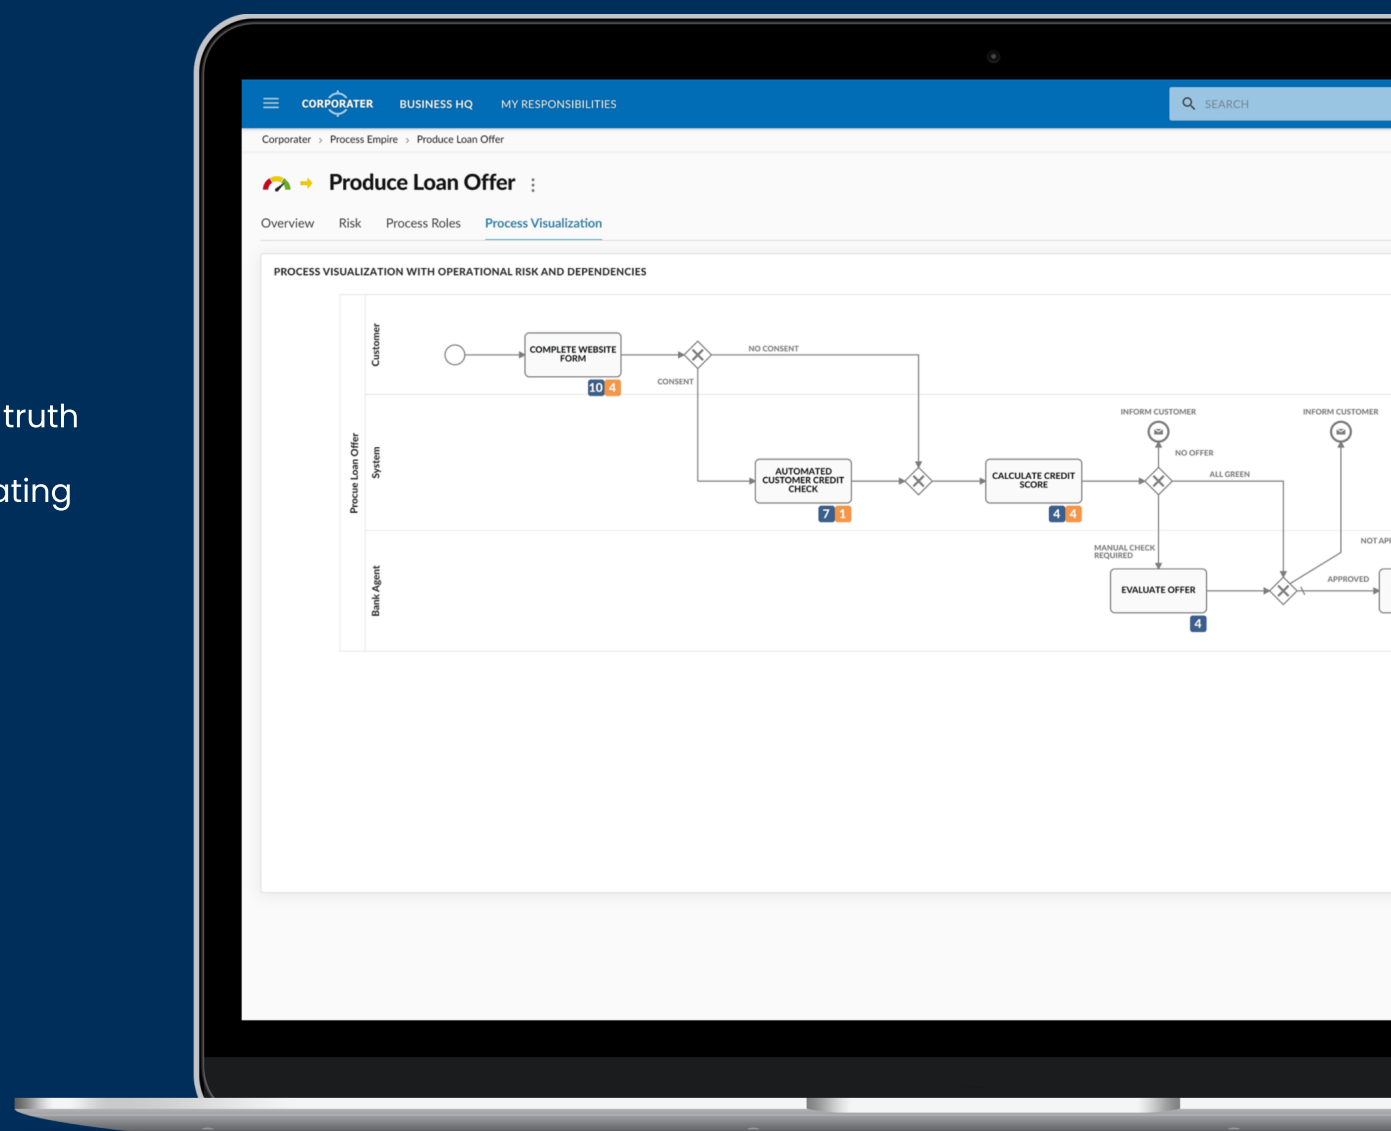 truth
CORPORATER BUSINESS HQ MY RESPONSIBILITIES SEARCH
Corporater › Process Empire › Produce Loan Offer
Produce Loan Offer
Overview Risk Process Roles Process Visualization
PROCESS VISUALIZATION WITH OPERATIONAL RISK AND DEPENDENCIES
Procue Loan Offer
Customer
COMPLETE WEBSITE
FORM
10 4
NO CONSENT
CONSENT
System
AUTOMATED
CUSTOMER CREDIT
CHECK
7 1
CALCULATE CREDIT
SCORE
4 4
INFORM CUSTOMER
NO OFFER
ALL GREEN
INFORM CUSTOMER
Bank Agent
MANUAL CHECK
REQUIRED
EVALUATE OFFER
4
APPROVED
NOT